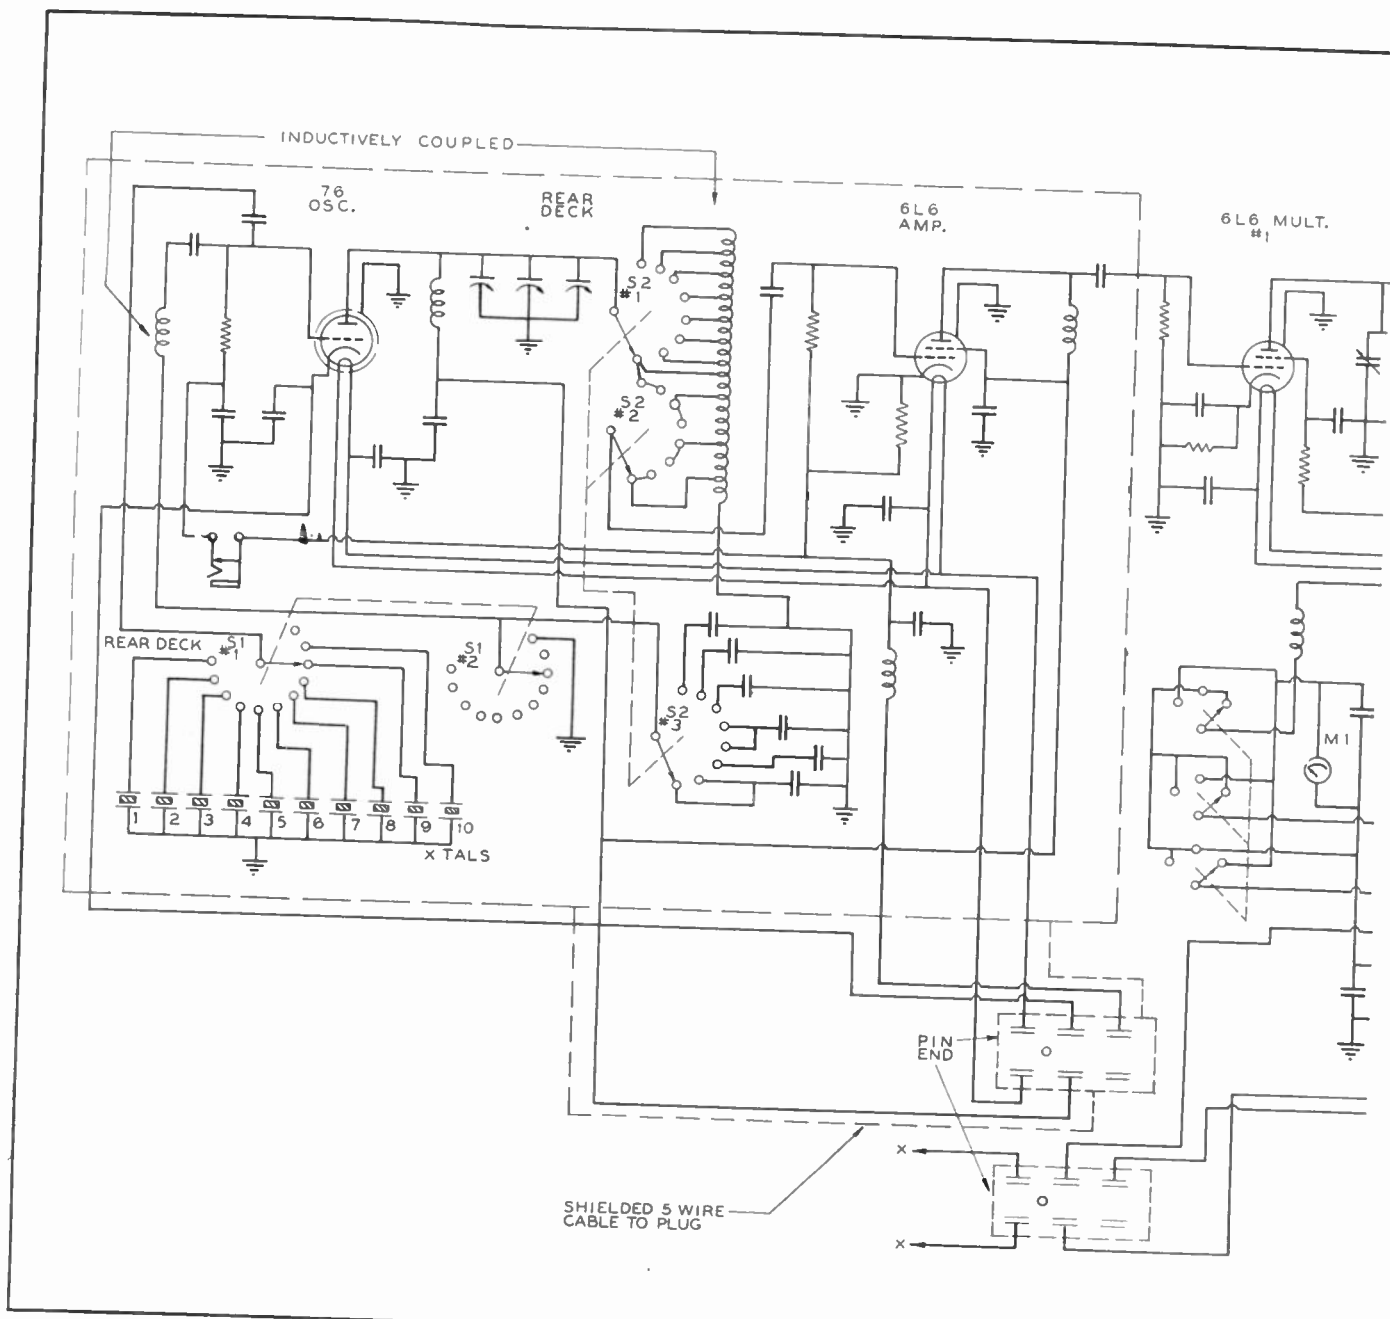 INDUCTIVELY COUPLED
76
OSC.
REAR
DECK
6L6
AMP.
6L6 MULT.
#1
S2
#1
S2
#2
REAR DECK
S1
#1
S1
#2
S2
#3
M1
1
2
3
4
5
6
7
8
9
10
X TALS
PIN
END
X
SHIELDED 5 WIRE
CABLE TO PLUG
X